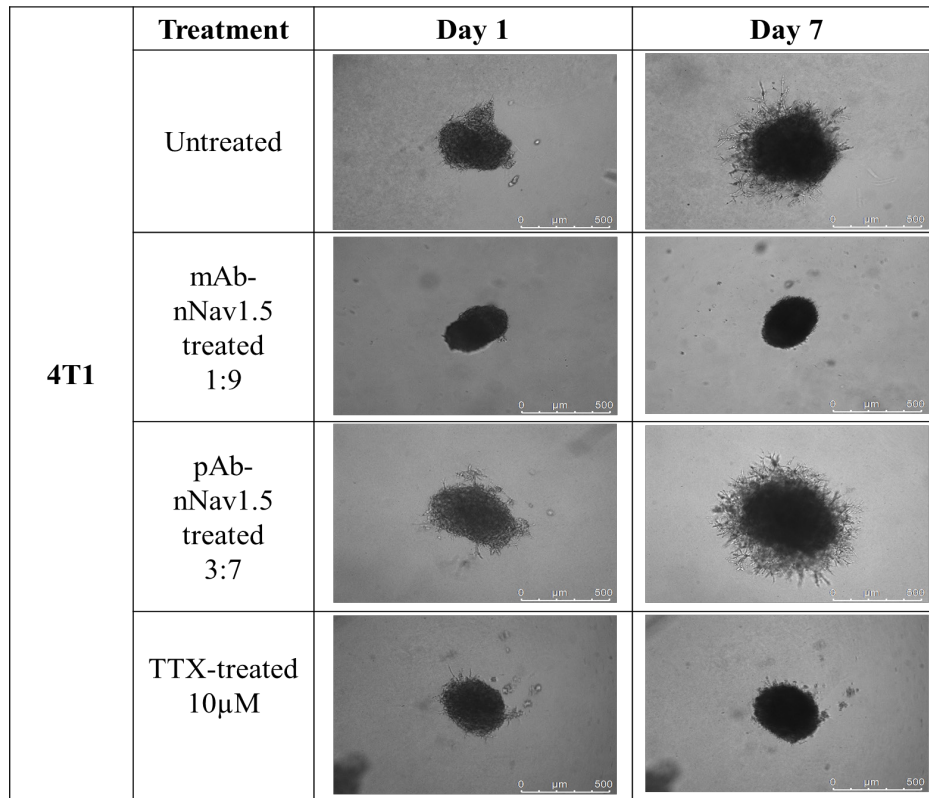 Treatment
Day 1
Day 7
4T1
Untreated
0 µm 500
0 µm 500
mAb-
nNav1.5
treated
1:9
0 µm 500
0 µm 500
pAb-
nNav1.5
treated
3:7
0 µm 500
0 µm 500
TTX-treated
10µM
0 µm 500
0 µm 500